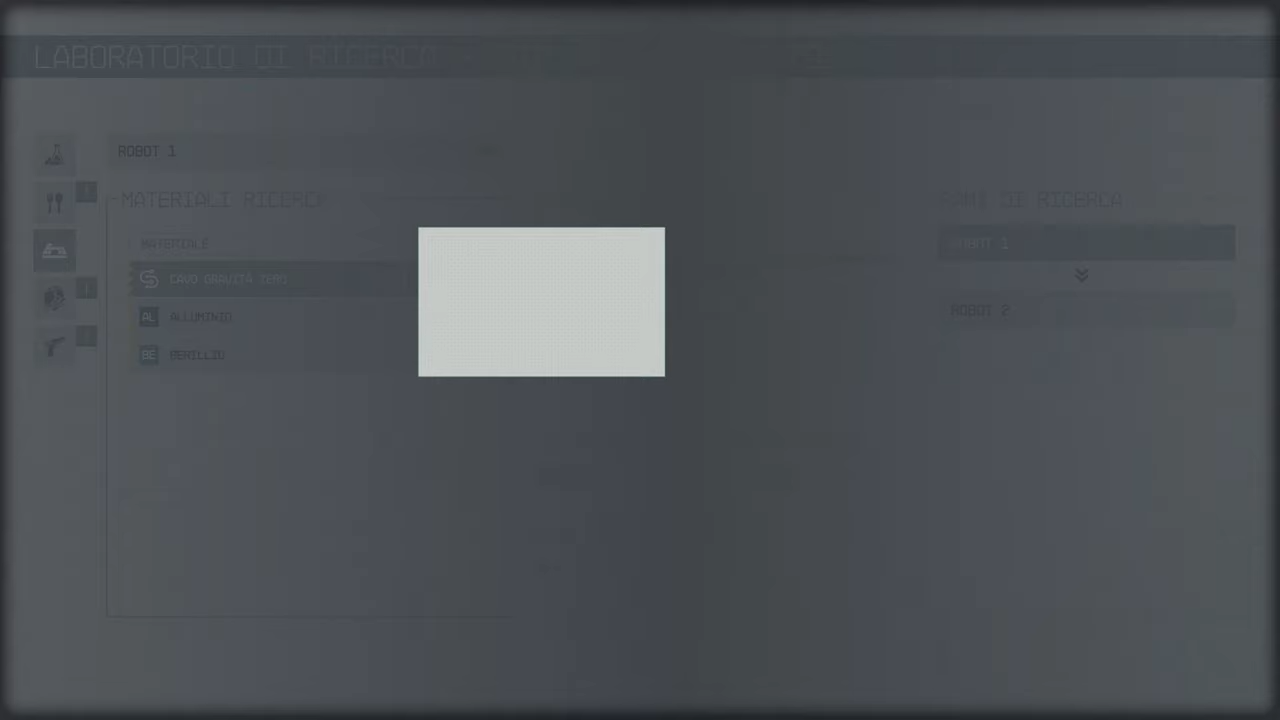 LABORATORIO DI RICERCA
ROBOT 1
MATERIALI RICERCA
RAMI DI RICERCA
MATERIALE
ROBOT 1
CAVO GRAVITÀ ZERO
ROBOT 2
AL ALLUMINIO
BE BERILLIO